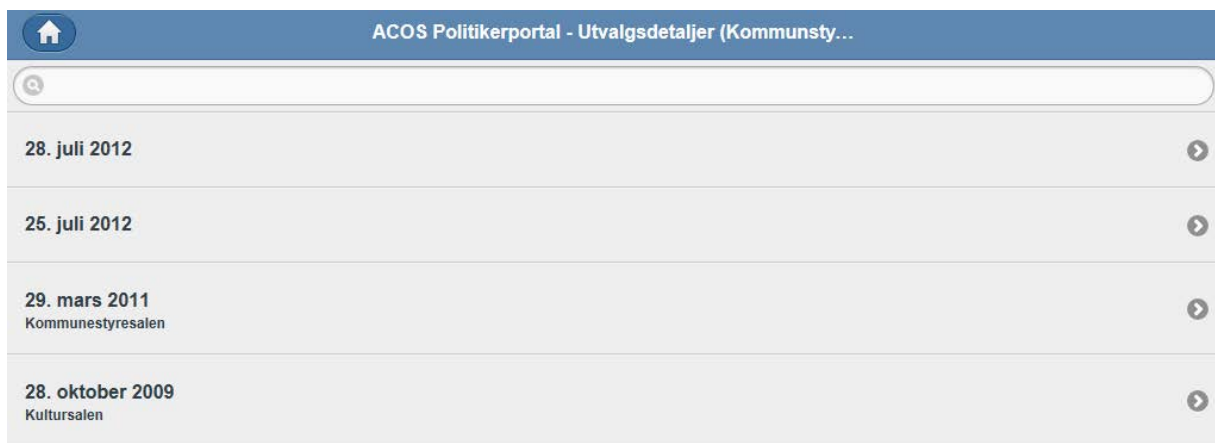 ACOS Politikerportal - Utvalgsdetaljer (Kommunsty...
28. juli 2012
25. juli 2012
29. mars 2011
Kommunestyresalen
28. oktober 2009
Kultursalen